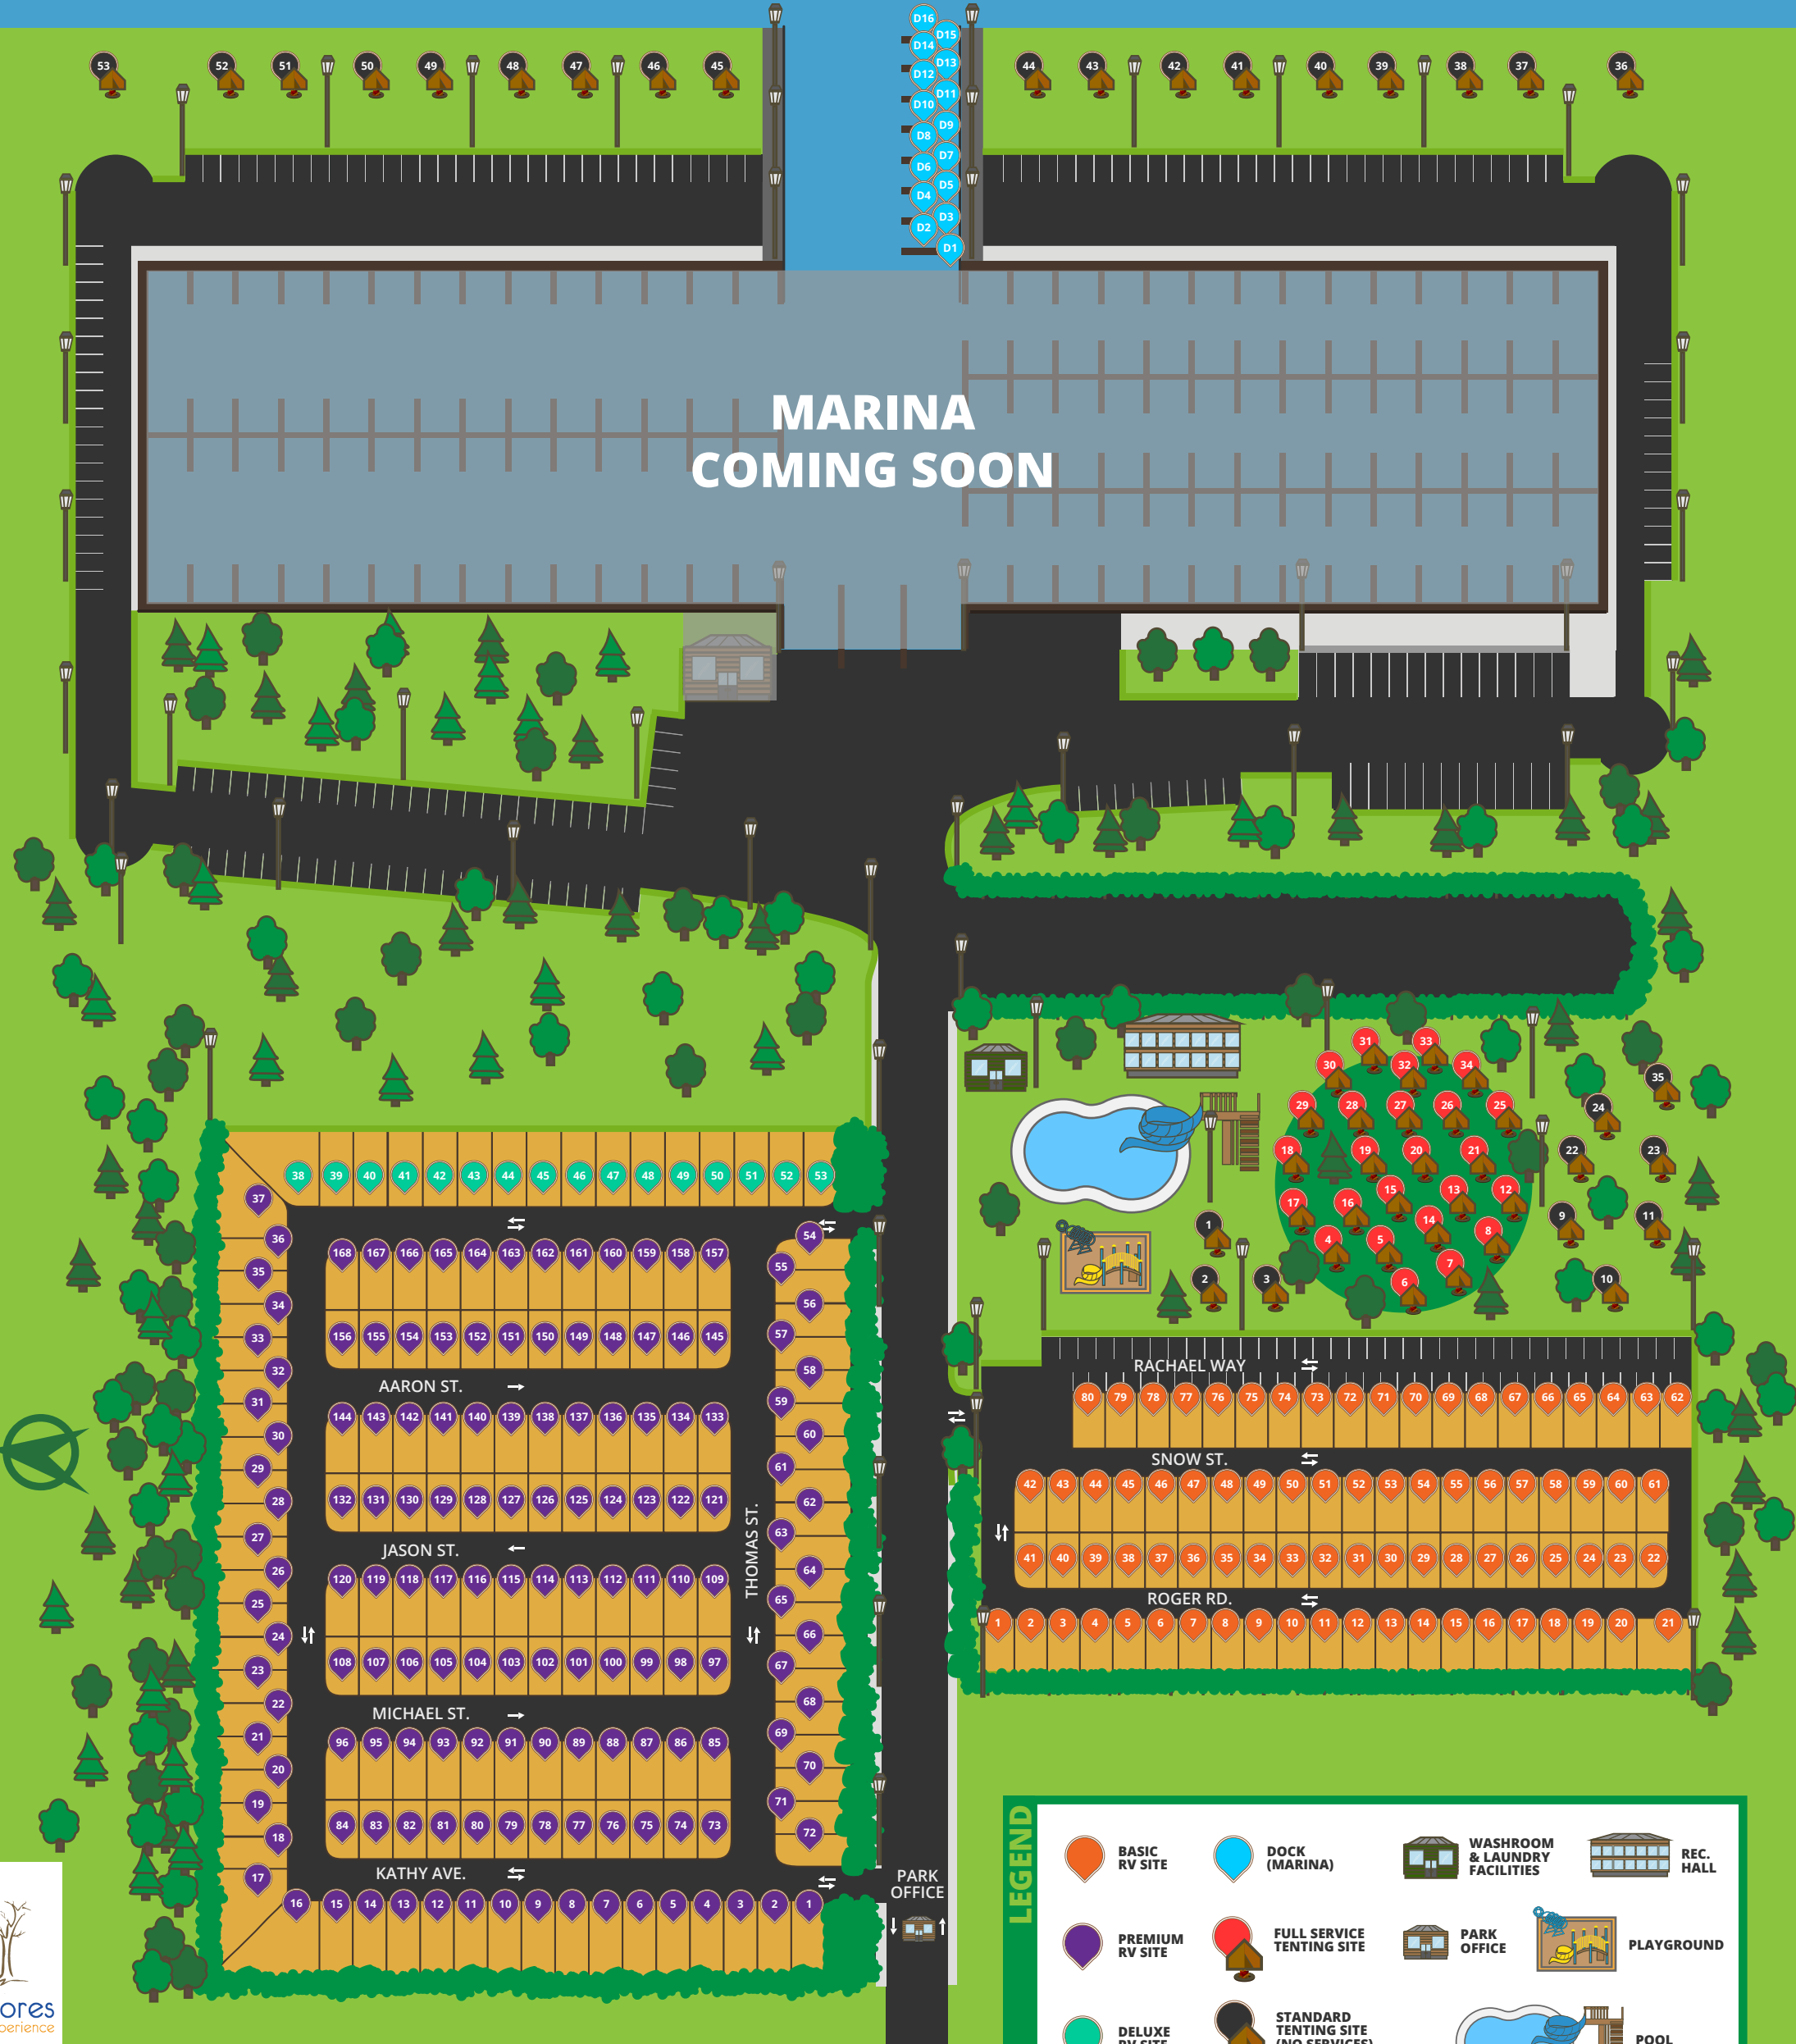 D16
D15
D14
D13
D12
D11
D10
D9
D8
D7
D6
D5
D4
D3
D2
D1
53 52 51 50 49 48 47 46 45 44 43 42 41 40 39 38 37 36
MARINA
COMING SOON
31 33
30 32 34
35
29 28 27 26 25 24
18 19 20 21 22 23
17 16 15 13 12
14
9 11
1 4 5 8
7
2 3 6 10
38 39 40 41 42 43 44 45 46 47 48 49 50 51 52 53
37
36
35
34
33
32
31
30
29
28
27
26
25
24
23
22
21
20
19
18
17
168 167 166 165 164 163 162 161 160 159 158 157
156 155 154 153 152 151 150 149 148 147 146 145
AARON ST.
144 143 142 141 140 139 138 137 136 135 134 133
132 131 130 129 128 127 126 125 124 123 122 121
JASON ST.
120 119 118 117 116 115 114 113 112 111 110 109
108 107 106 105 104 103 102 101 100 99 98 97
MICHAEL ST.
96 95 94 93 92 91 90 89 88 87 86 85
84 83 82 81 80 79 78 77 76 75 74 73
KATHY AVE.
16 15 14 13 12 11 10 9 8 7 6 5 4 3 2 1
THOMAS ST.
54
55
56
57
58
59
60
61
62
63
64
65
66
67
68
69
70
71
72
RACHAEL WAY
80 79 78 77 76 75 74 73 72 71 70 69 68 67 66 65 64 63 62
SNOW ST.
42 43 44 45 46 47 48 49 50 51 52 53 54 55 56 57 58 59 60 61
41 40 39 38 37 36 35 34 33 32 31 30 29 28 27 26 25 24 23 22
ROGER RD.
1 2 3 4 5 6 7 8 9 10 11 12 13 14 15 16 17 18 19 20 21
PARK
OFFICE
LEGEND
BASIC
RV SITE
DOCK
(MARINA)
WASHROOM
& LAUNDRY
FACILITIES
REC.
HALL
PREMIUM
RV SITE
FULL SERVICE
TENTING SITE
PARK
OFFICE
PLAYGROUND
DELUXE
RV SITE
STANDARD
TENTING SITE
(NO SERVICES)
POOL
ores
perience